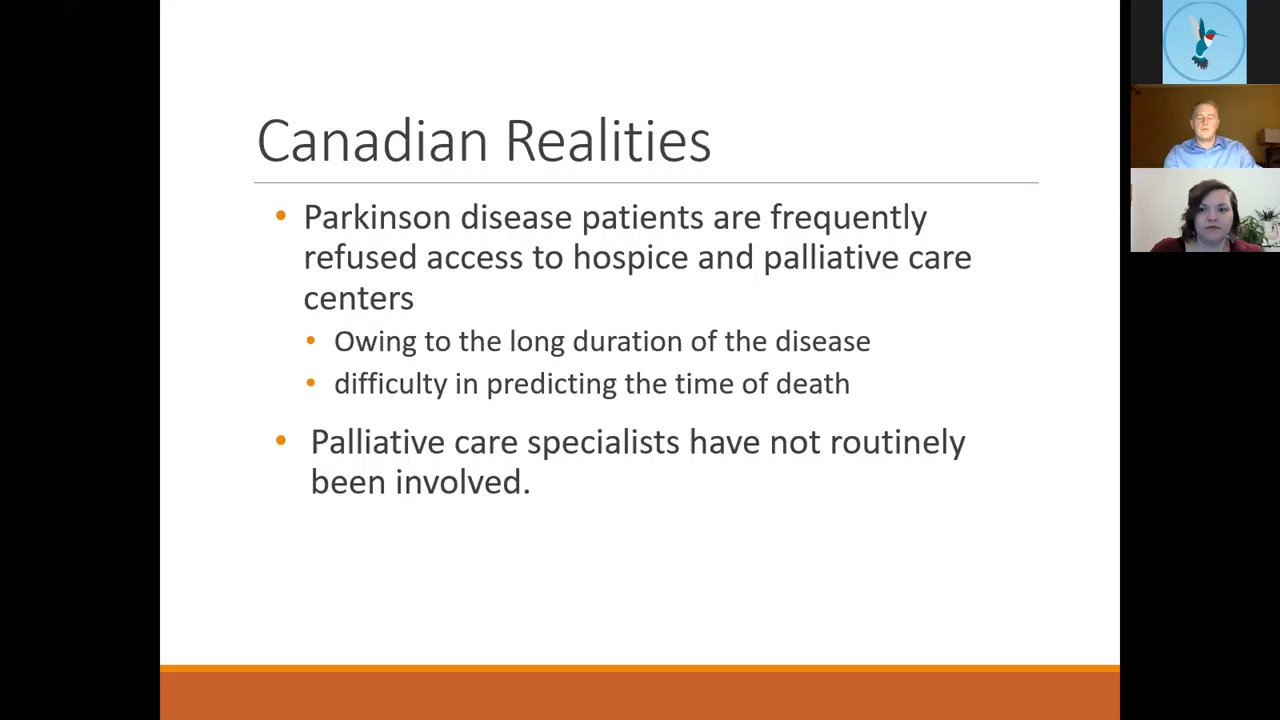 Canadian Realities
• Parkinson disease patients are frequently
refused access to hospice and palliative care
centers
• Owing to the long duration of the disease
• difficulty in predicting the time of death
• Palliative care specialists have not routinely
been involved.